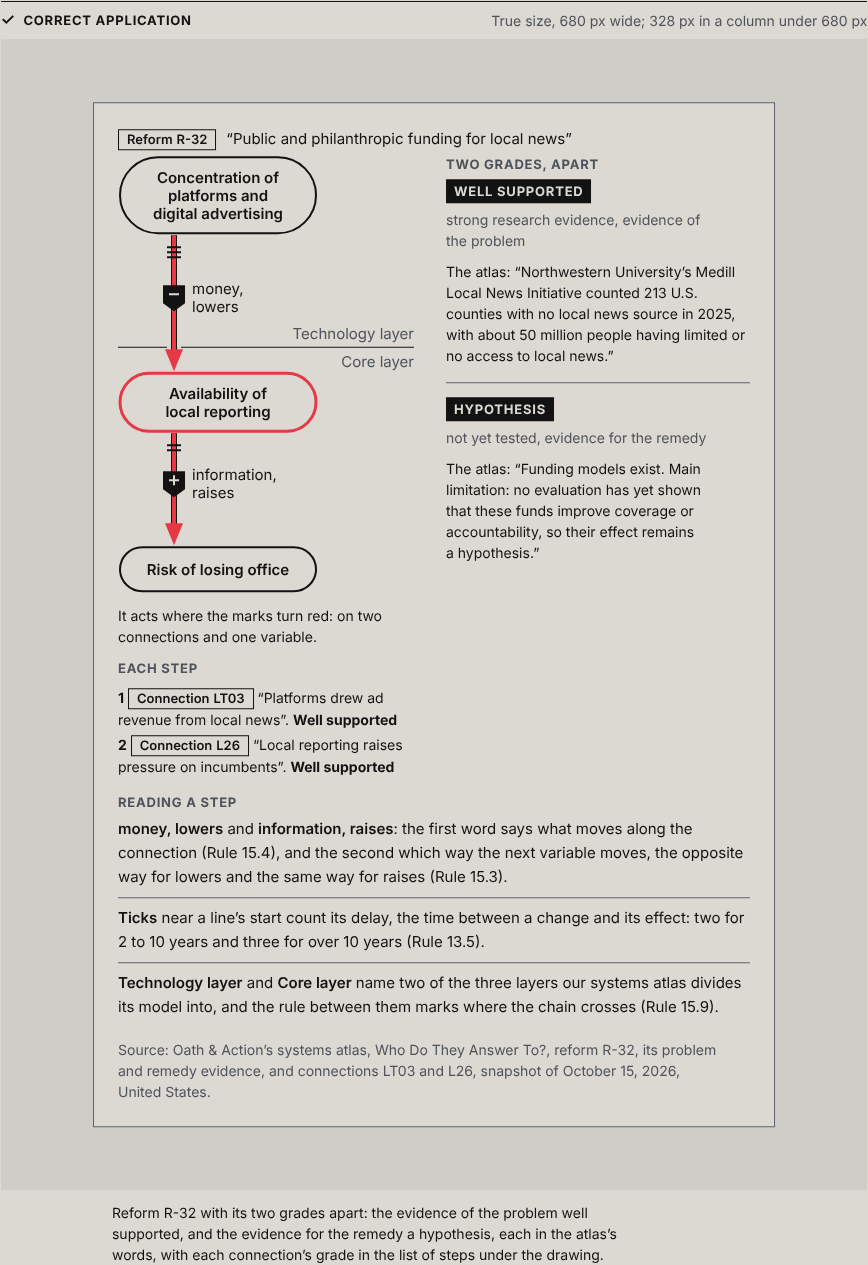 ✓ CORRECT APPLICATION
True size, 680 px wide; 328 px in a column under 680 px
Reform R-32 “Public and philanthropic funding for local news”
Concentration of
platforms and
digital advertising
−
money,
lowers
Technology layer
Core layer
Availability of
local reporting
+
information,
raises
Risk of losing office
It acts where the marks turn red: on two
connections and one variable.
EACH STEP
1 Connection LT03 “Platforms drew ad
revenue from local news”. Well supported
2 Connection L26 “Local reporting raises
pressure on incumbents”. Well supported
TWO GRADES, APART
WELL SUPPORTED
strong research evidence, evidence of
the problem
The atlas: “Northwestern University’s Medill
Local News Initiative counted 213 U.S.
counties with no local news source in 2025,
with about 50 million people having limited or
no access to local news.”
HYPOTHESIS
not yet tested, evidence for the remedy
The atlas: “Funding models exist. Main
limitation: no evaluation has yet shown
that these funds improve coverage or
accountability, so their effect remains
a hypothesis.”
READING A STEP
money, lowers and information, raises: the first word says what moves along the
connection (Rule 15.4), and the second which way the next variable moves, the opposite
way for lowers and the same way for raises (Rule 15.3).
Ticks near a line’s start count its delay, the time between a change and its effect: two for
2 to 10 years and three for over 10 years (Rule 13.5).
Technology layer and Core layer name two of the three layers our systems atlas divides
its model into, and the rule between them marks where the chain crosses (Rule 15.9).
Source: Oath & Action’s systems atlas, Who Do They Answer To?, reform R-32, its problem
and remedy evidence, and connections LT03 and L26, snapshot of October 15, 2026,
United States.
Reform R-32 with its two grades apart: the evidence of the problem well
supported, and the evidence for the remedy a hypothesis, each in the atlas’s
words, with each connection’s grade in the list of steps under the drawing.